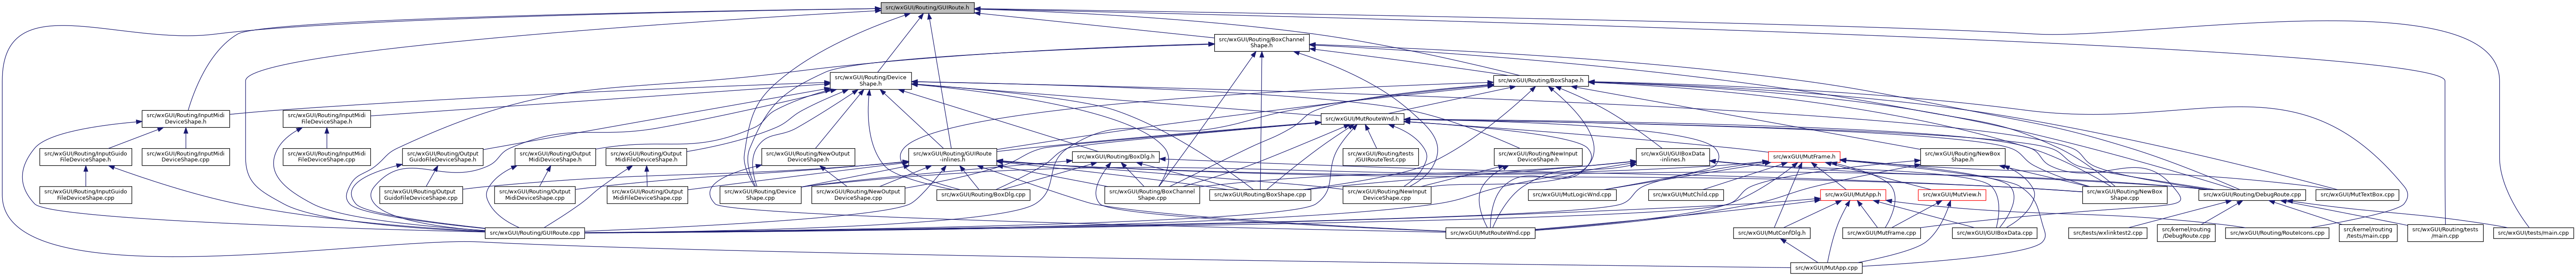 src/wxGUI/Routing/GUIRoute.h
src/wxGUI/Routing/BoxChannel
Shape.h
src/wxGUI/Routing/Device
Shape.h
src/wxGUI/Routing/BoxShape.h
src/wxGUI/Routing/InputMidi
DeviceShape.h
src/wxGUI/Routing/InputMidi
FileDeviceShape.h
src/wxGUI/MutRouteWnd.h
src/wxGUI/Routing/InputGuido
FileDeviceShape.h
src/wxGUI/Routing/InputMidi
DeviceShape.cpp
src/wxGUI/Routing/InputMidi
FileDeviceShape.cpp
src/wxGUI/Routing/Output
GuidoFileDeviceShape.h
src/wxGUI/Routing/Output
MidiDeviceShape.h
src/wxGUI/Routing/Output
MidiFileDeviceShape.h
src/wxGUI/Routing/NewOutput
DeviceShape.h
src/wxGUI/Routing/GUIRoute
-inlines.h
src/wxGUI/Routing/BoxDlg.h
src/wxGUI/Routing/tests
/GUIRouteTest.cpp
src/wxGUI/Routing/NewInput
DeviceShape.h
src/wxGUI/GUIBoxData
-inlines.h
src/wxGUI/MutFrame.h
src/wxGUI/Routing/NewBox
Shape.h
src/wxGUI/Routing/InputGuido
FileDeviceShape.cpp
src/wxGUI/Routing/Output
GuidoFileDeviceShape.cpp
src/wxGUI/Routing/Output
MidiDeviceShape.cpp
src/wxGUI/Routing/Output
MidiFileDeviceShape.cpp
src/wxGUI/Routing/Device
Shape.cpp
src/wxGUI/Routing/NewOutput
DeviceShape.cpp
src/wxGUI/Routing/BoxDlg.cpp
src/wxGUI/Routing/BoxChannel
Shape.cpp
src/wxGUI/Routing/BoxShape.cpp
src/wxGUI/Routing/NewInput
DeviceShape.cpp
src/wxGUI/MutLogicWnd.cpp
src/wxGUI/MutChild.cpp
src/wxGUI/MutApp.h
src/wxGUI/MutView.h
src/wxGUI/Routing/NewBox
Shape.cpp
src/wxGUI/Routing/DebugRoute.cpp
src/wxGUI/MutTextBox.cpp
src/wxGUI/Routing/GUIRoute.cpp
src/wxGUI/MutRouteWnd.cpp
src/wxGUI/MutConfDlg.h
src/wxGUI/MutFrame.cpp
src/wxGUI/GUIBoxData.cpp
src/tests/wxlinktest2.cpp
src/kernel/routing
/DebugRoute.cpp
src/wxGUI/Routing/RouteIcons.cpp
src/kernel/routing
/tests/main.cpp
src/wxGUI/Routing/tests
/main.cpp
src/wxGUI/tests/main.cpp
src/wxGUI/MutApp.cpp